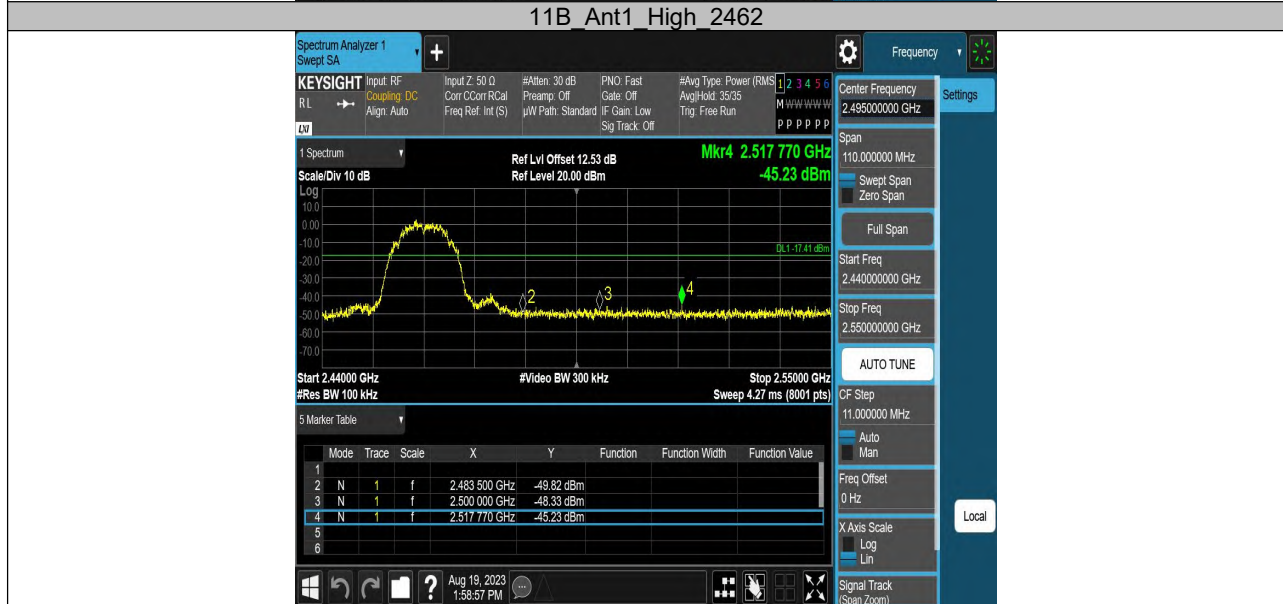 11B_Ant1_High_2462
Spectrum Analyzer 1
Swept SA
Frequency
KEYSIGHT
Input: RF
Coupling: DC
Align: Auto
Input Z: 50 Ω
Corr CCorr RCal
Freq Ref: Int (S)
#Atten: 30 dB
Preamp: Off
µW Path: Standard
PNO: Fast
Gate: Off
IF Gain: Low
Sig Track: Off
#Avg Type: Power (RMS
Avg|Hold: 35/35
Trig: Free Run
1 2 3 4 5 6
M W W W W W
P P P P P P
R L
LXI
1 Spectrum
Scale/Div 10 dB
Ref Lvl Offset 12.53 dB
Ref Level 20.00 dBm
Mkr4 2.517 770 GHz
-45.23 dBm
Log
10.0
0.00
-10.0
-20.0
-30.0
-40.0
-50.0
-60.0
-70.0
DL1 -17.41 dBm
2
3
4
Start 2.44000 GHz
#Res BW 100 kHz
#Video BW 300 kHz
Stop 2.55000 GHz
Sweep 4.27 ms (8001 pts)
5 Marker Table
Mode Trace Scale X Y Function Function Width Function Value
1
2 N 1 f 2.483 500 GHz -49.82 dBm
3 N 1 f 2.500 000 GHz -48.33 dBm
4 N 1 f 2.517 770 GHz -45.23 dBm
5
6
Aug 19, 2023
1:58:57 PM
Center Frequency
2.495000000 GHz
Settings
Span
110.000000 MHz
Swept Span
Zero Span
Full Span
Start Freq
2.440000000 GHz
Stop Freq
2.550000000 GHz
AUTO TUNE
CF Step
11.000000 MHz
Auto
Man
Freq Offset
0 Hz
X Axis Scale
Log
Lin
Local
Signal Track
(Span Zoom)